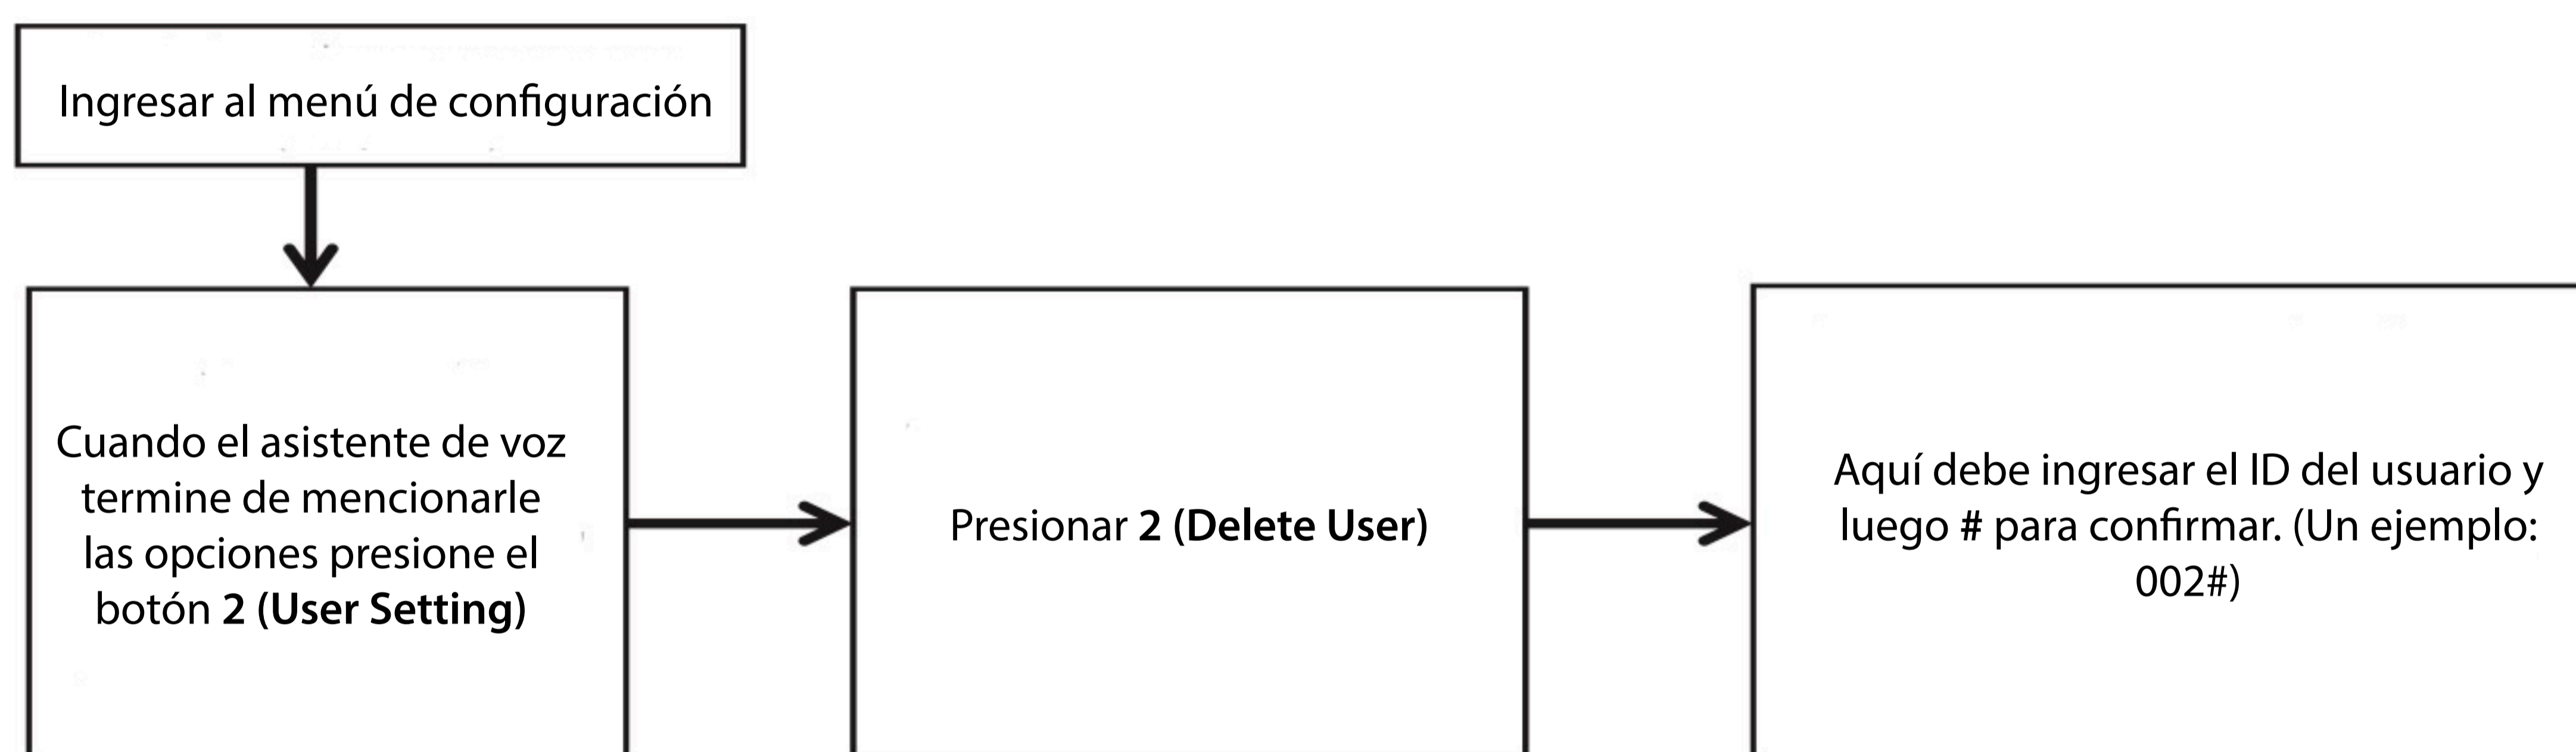 Ingresar al menú de configuración
Cuando el asistente de voz
termine de mencionarle
las opciones presione el
botón 2 (User Setting)
Presionar 2 (Delete User)
Aquí debe ingresar el ID del usuario y
luego # para confirmar. (Un ejemplo:
002#)